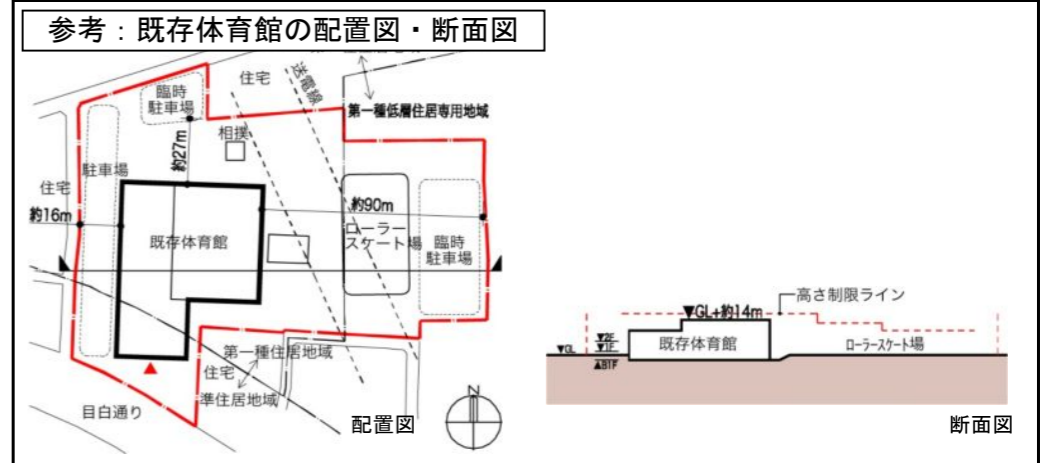 参考：既存体育館の配置図・断面図
住宅
送電線
臨時
駐車場
第一種低層住居専用地域
相撲
約27m
駐車場
住宅
約16m
約90m
既存体育館
ローラー
スケート場
臨時
駐車場
第一種住居地域
住宅
準住居地域
目白通り
配置図
N
高さ制限ライン
▼GL+約14m
▼GL
▼2F
▼1F
▲B1F
既存体育館
ローラースケート場
断面図